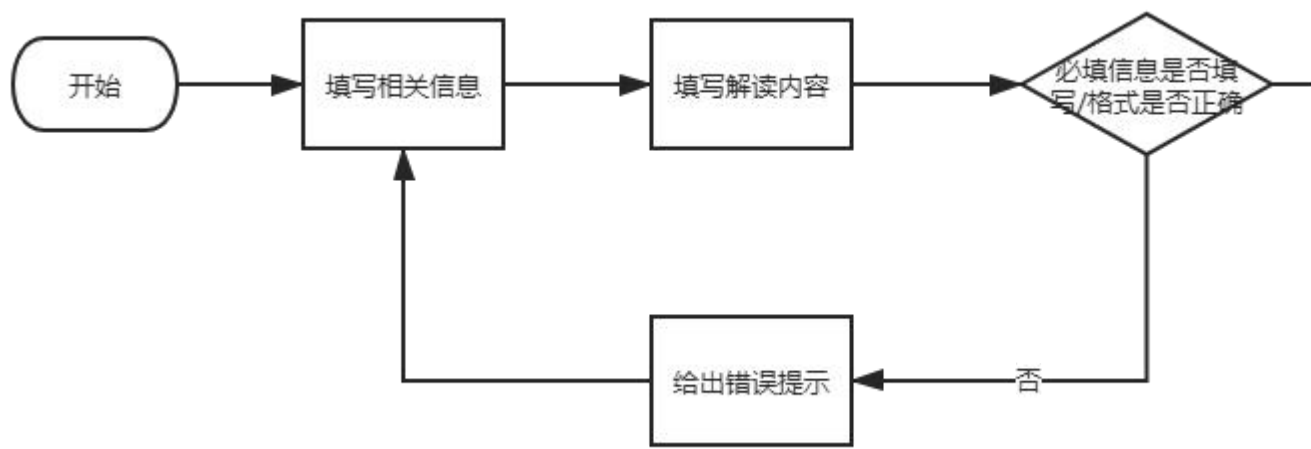 开始
填写相关信息
填写解读内容
必填信息是否填
写/格式是否正确
给出错误提示
否